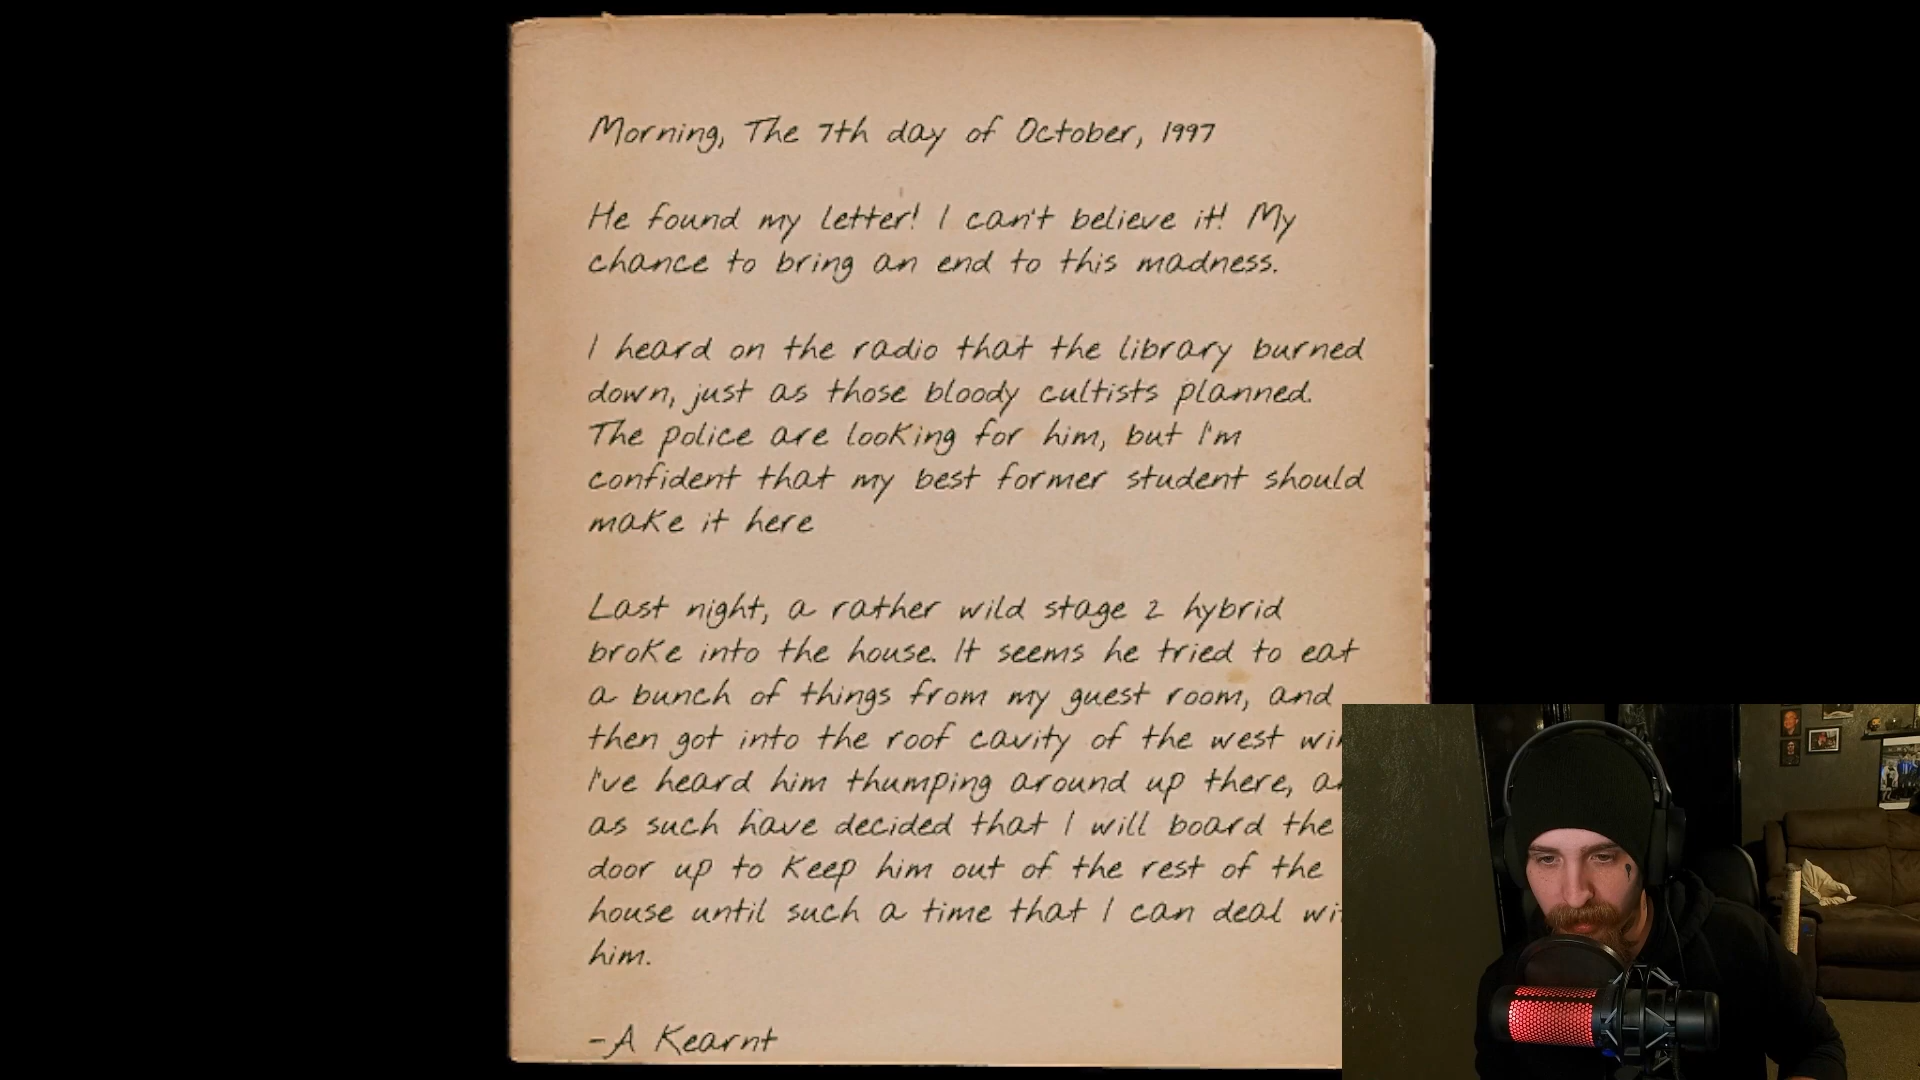 Morning, The 7th day of October, 1997
He found my letter! I can't believe it! My
chance to bring an end to this madness.
I heard on the radio that the library burned
down, just as those bloody cultists planned.
The police are looking for him, but I'm
confident that my best former student should
make it here
Last night, a rather wild stage 2 hybrid
broke into the house. It seems he tried to eat
a bunch of things from my guest room, and
then got into the roof cavity of the west
I've heard him thumping around up there,
as such have decided that I will board the
door up to keep him out of the rest of the
house until such a time that I can deal
him.
-A Kearnt